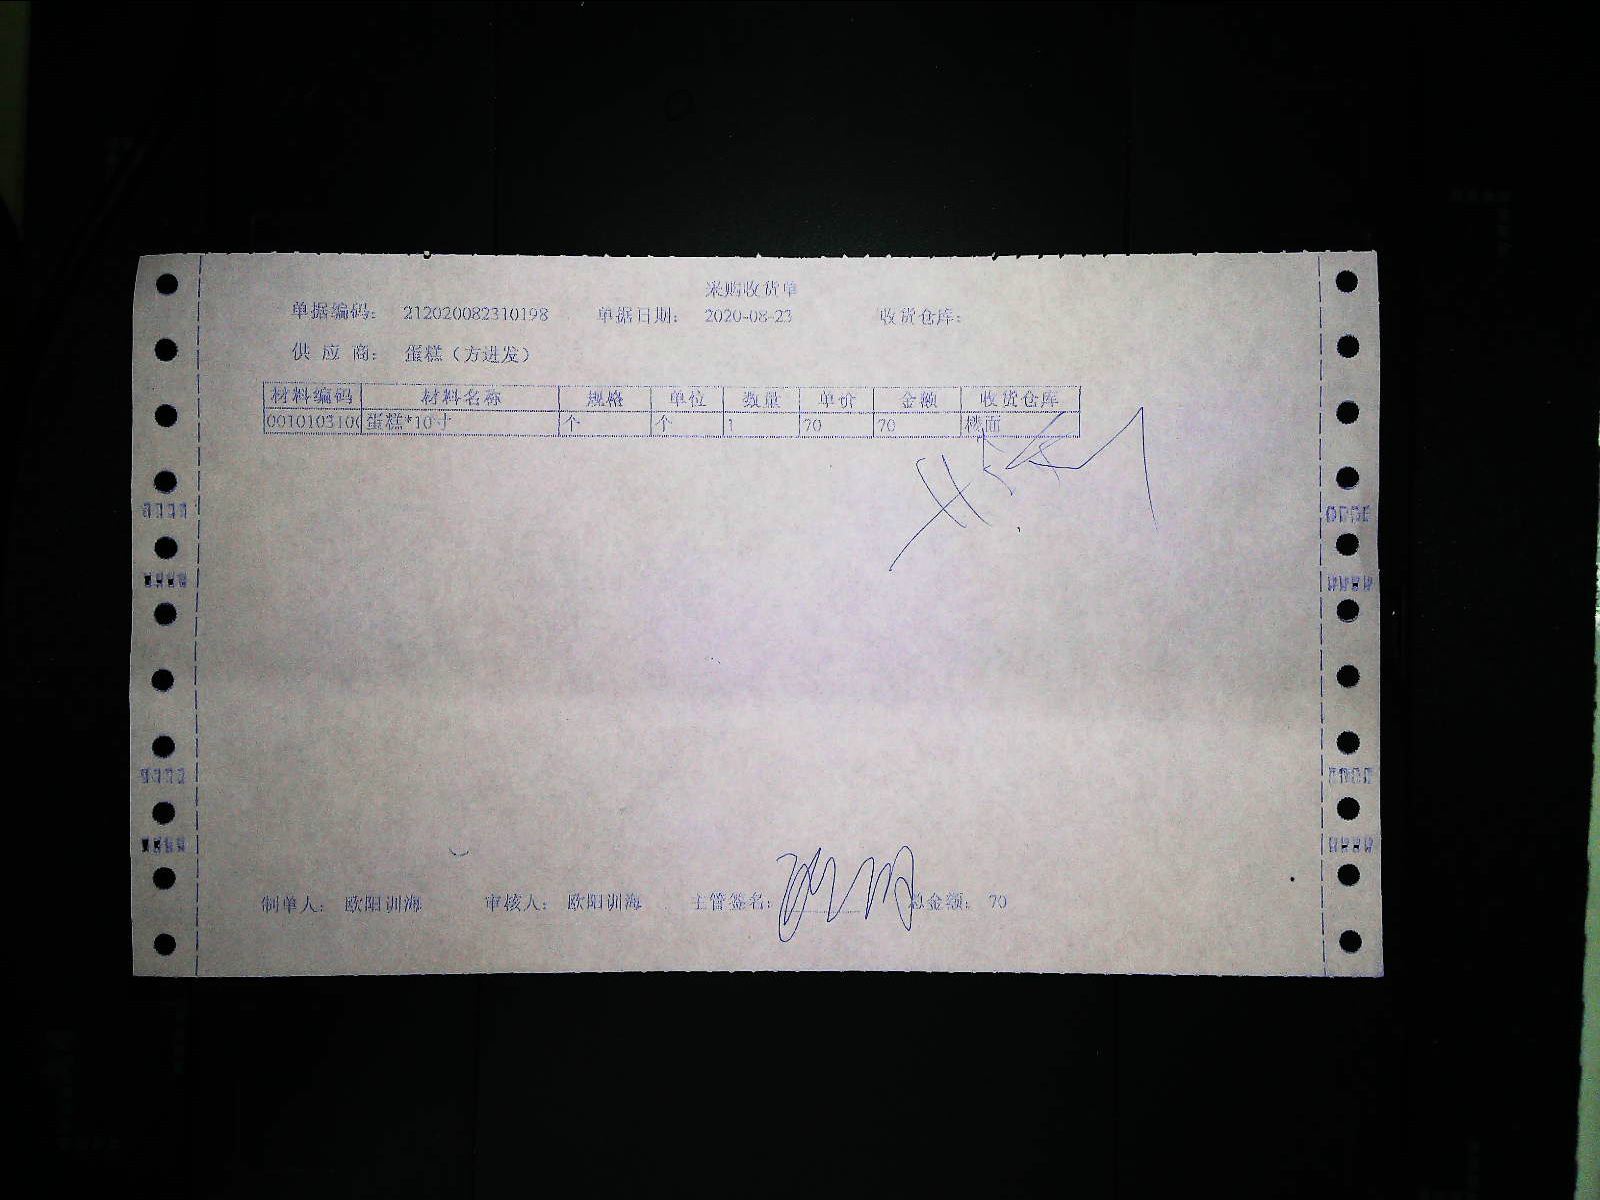 采购收货单
单据编码： 212020082310198 单据日期： 2020-08-23 收货仓库：
供 应 商： 蛋糕（方进发）
材料编码 材料名称 规格 单位 数量 单价 金额 收货仓库
0010103100 蛋糕*10寸 个 个 1 70 70 楼面
制单人： 欧阳训海 审核人： 欧阳训海 主管签名： 总金额： 70